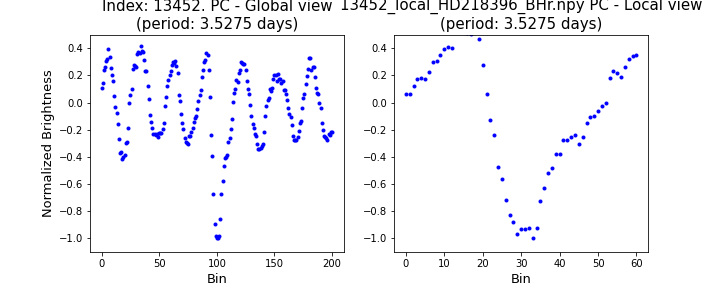 Index: 13452. PC - Global view
(period: 3.5275 days)
13452_local_HD218396_BHr.npy PC - Local view
(period: 3.5275 days)
Normalized Brightness
0.4
0.2
0.0
−0.2
−0.4
−0.6
−0.8
−1.0
0 50 100 150 200
Bin
0.4
0.2
0.0
−0.2
−0.4
−0.6
−0.8
−1.0
0 10 20 30 40 50 60
Bin